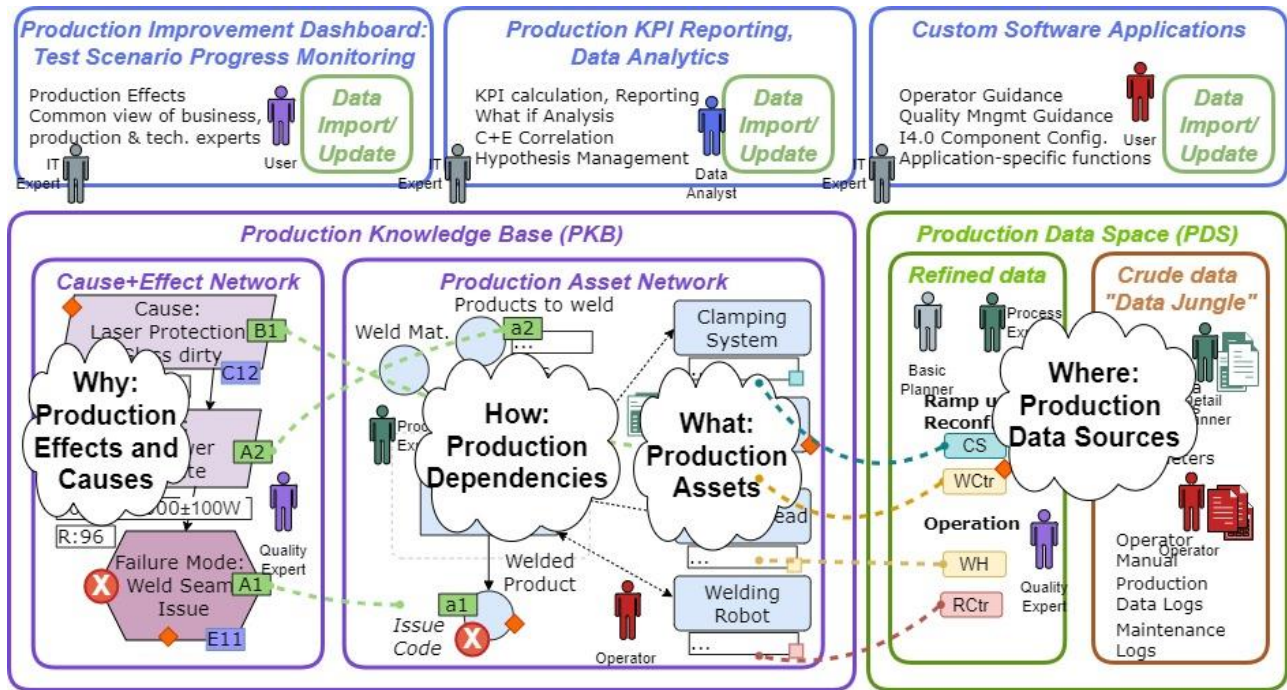 Production Improvement Dashboard:
Test Scenario Progress Monitoring
Production Effects
Common view of business,
production & tech. experts
IT
Expert
User
Data
Import/
Update
Production KPI Reporting,
Data Analytics
KPI calculation, Reporting
What if Analysis
C+E Correlation
Hypothesis Management
IT
Expert
Data
Analyst
Data
Import/
Update
Custom Software Applications
Operator Guidance
Quality Mngmt Guidance
I4.0 Component Config.
Application-specific functions
IT
Expert
User
Data
Import/
Update
Production Knowledge Base (PKB)
Cause+Effect Network
Cause:
Laser Protection
dirty
B1
C12
Why:
Production
Effects and
Causes
A2
00±100W
R:96
Quality
Expert
Failure Mode:
Weld Seam
Issue
X
A1
E11
Production Asset Network
Products to weld
Weld Mat.
a2
...
How:
Production
Dependencies
Welded
Product
a1
X
Issue
Code
Operator
Clamping
System
...
What:
Production
Assets
...
Welding
Robot
...
Production Data Space (PDS)
Refined data
Basic
Planner
Process
Ramp
CS
WCtr
Operation
WH
RCtr
Quality
Expert
Crude data
"Data Jungle"
Where:
Production
Data Sources
Detail
Operator
Operator
Manual
Production
Data Logs
Maintenance
Logs